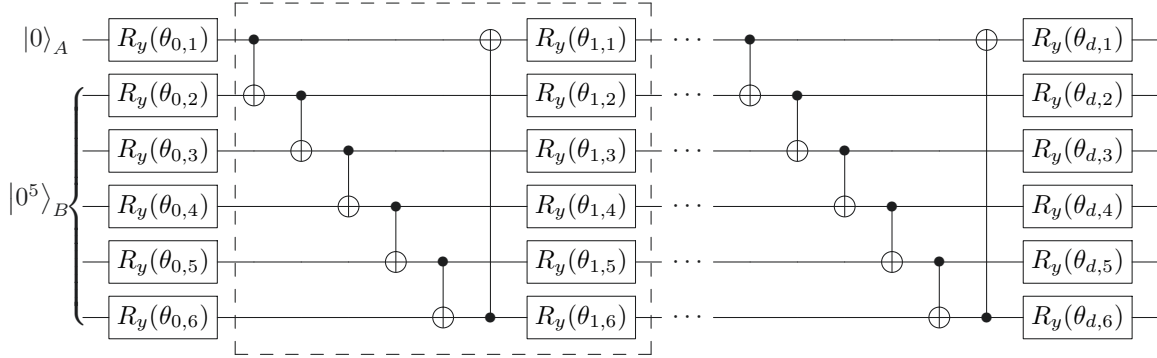 |0⟩_A R_y(θ_{0,1}) R_y(θ_{1,1}) ··· R_y(θ_{d,1})
R_y(θ_{0,2}) R_y(θ_{1,2}) ··· R_y(θ_{d,2})
R_y(θ_{0,3}) R_y(θ_{1,3}) ··· R_y(θ_{d,3})
|0^5⟩_B R_y(θ_{0,4}) R_y(θ_{1,4}) ··· R_y(θ_{d,4})
R_y(θ_{0,5}) R_y(θ_{1,5}) ··· R_y(θ_{d,5})
R_y(θ_{0,6}) R_y(θ_{1,6}) ··· R_y(θ_{d,6})